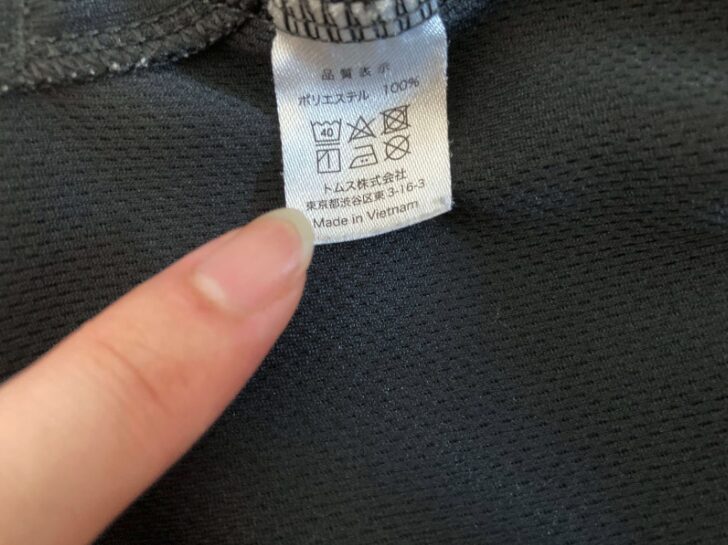 品質表示
ポリエステル 100%
40
トムス株式会社
東京都渋谷区東 3-16-3
Made in Vietnam